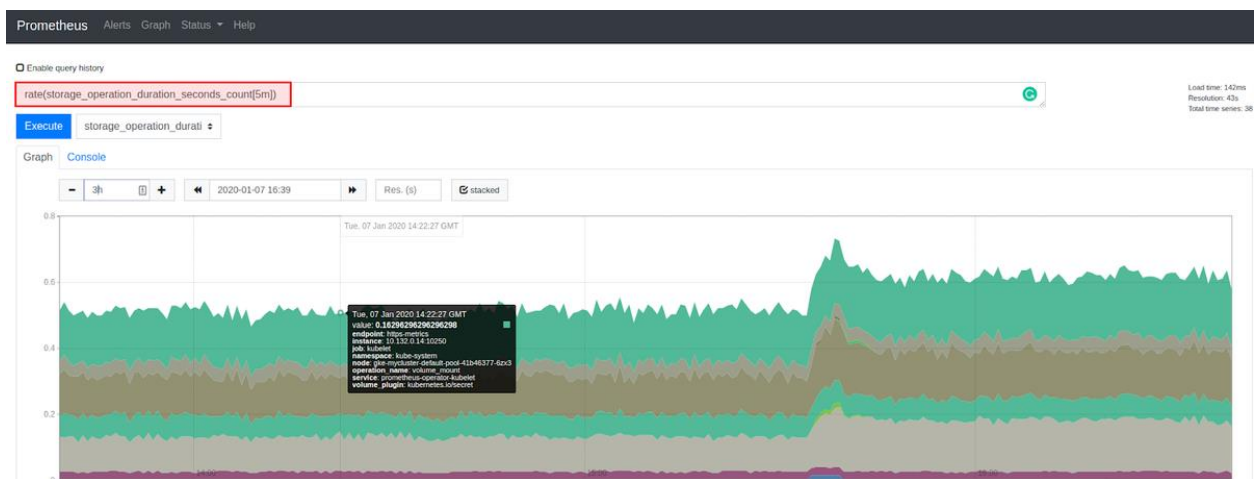 Prometheus Alerts Graph Status Help
Enable query history
rate(storage_operation_duration_seconds_count[5m])
Load time: 142ms
Resolution: 43s
Total time series: 38
Execute storage_operation_durati
Graph Console
3h 2020-01-07 16:39 Res. (s) stacked
0.8
Tue, 07 Jan 2020 14:22:27 GMT
0.6
Tue, 07 Jan 2020 14:22:27 GMT
value: 0.16296296296296298
endpoint: https-metrics
instance: 10.132.0.14:10250
job: kubelet
namespace: kube-system
node: gke-mycluster-default-pool-41b46377-6zx3
operation_name: volume_mount
service: prometheus-operator-kubelet
volume_plugin: kubernetes.io/secret
0.4
0.2
14:00
0